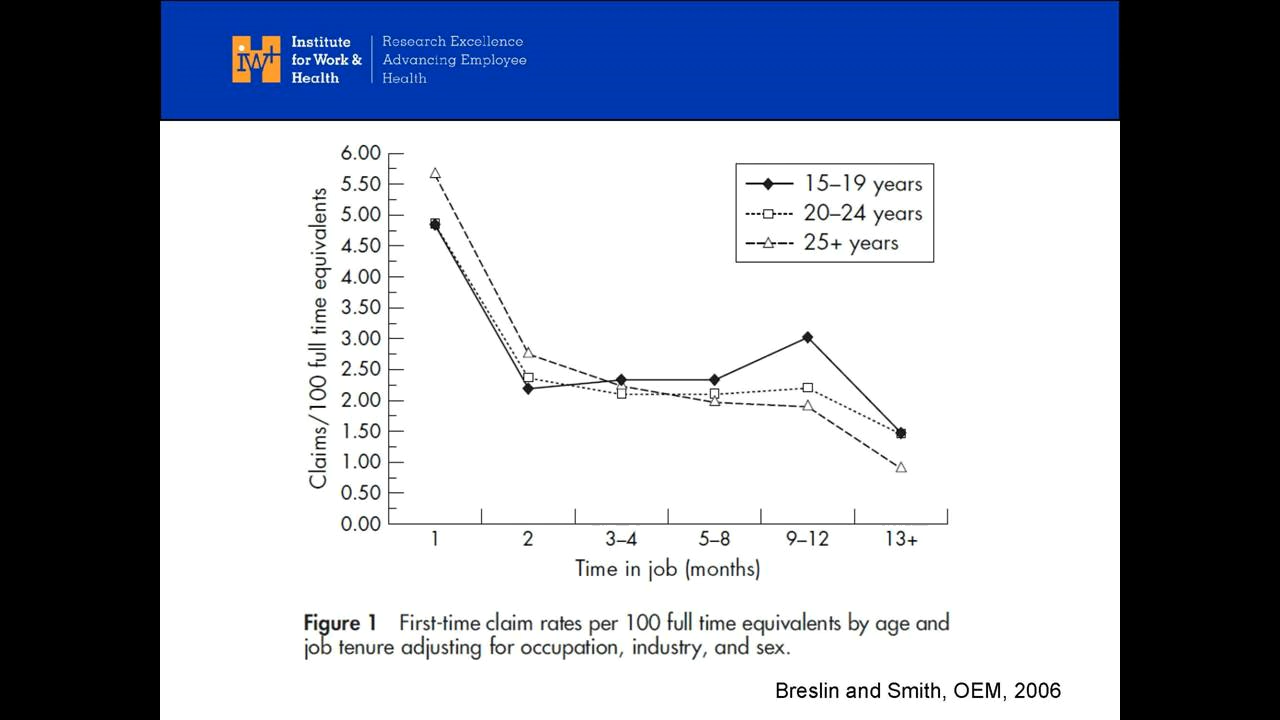 iw+
Institute
for Work &
Health
Research Excellence
Advancing Employee
Health
6.00
5.50
5.00
4.50
4.00
3.50
3.00
2.50
2.00
1.50
1.00
0.50
0.00
Claims/100 full time equivalents
15–19 years
20–24 years
25+ years
1 2 3–4 5–8 9–12 13+
Time in job (months)
Figure 1 First-time claim rates per 100 full time equivalents by age and
job tenure adjusting for occupation, industry, and sex.
Breslin and Smith, OEM, 2006